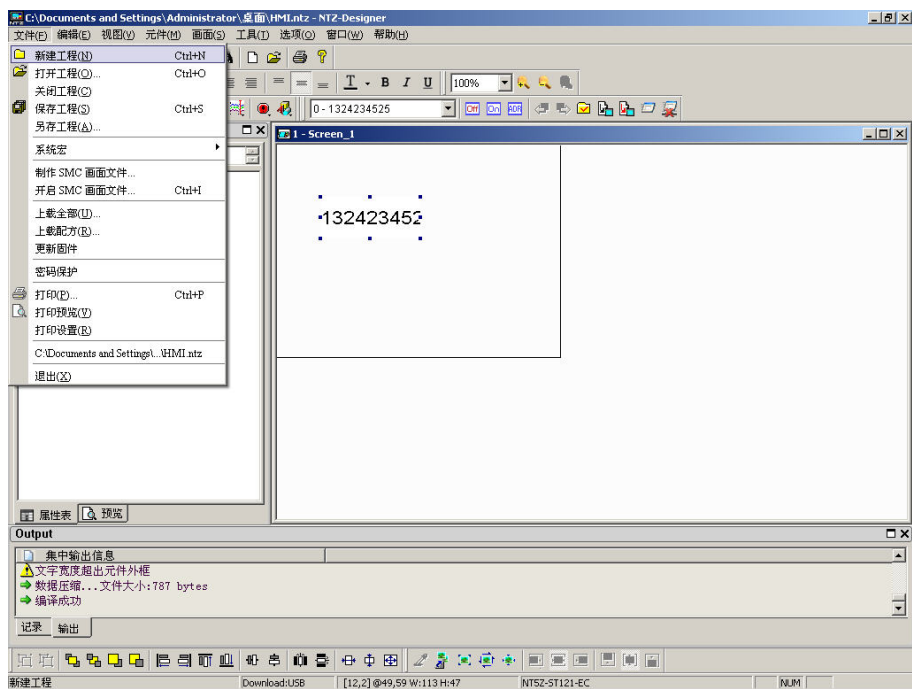 C:\Documents and Settings\Administrator\桌面\HMI.ntz - NTZ-Designer
文件(F) 编辑(E) 视图(V) 元件(M) 画面(S) 工具(T) 选项(O) 窗口(W) 帮助(H)
新建工程(N) Ctrl+N
打开工程(O)... Ctrl+O
关闭工程(C)
保存工程(S) Ctrl+S
另存工程(A)...
系统宏
制作 SMC 画面文件...
开启 SMC 画面文件... Ctrl+I
上载全部(U)...
上载配方(R)...
更新固件
密码保护
打印(P)... Ctrl+P
打印预览(V)
打印设置(R)
C:\Documents and Settings\...\HMI.ntz
退出(X)
T B I U 100%
0 - 1324234525 Off On ADR
1 - Screen_1
132423452
属性表 预览
Output
集中输出信息
文字宽度超出元件外框
数据压缩...文件大小:787 bytes
编译成功
记录 输出
新建工程 Download:USB [12,2] @49,59 W:113 H:47 NT5Z-ST121-EC NUM